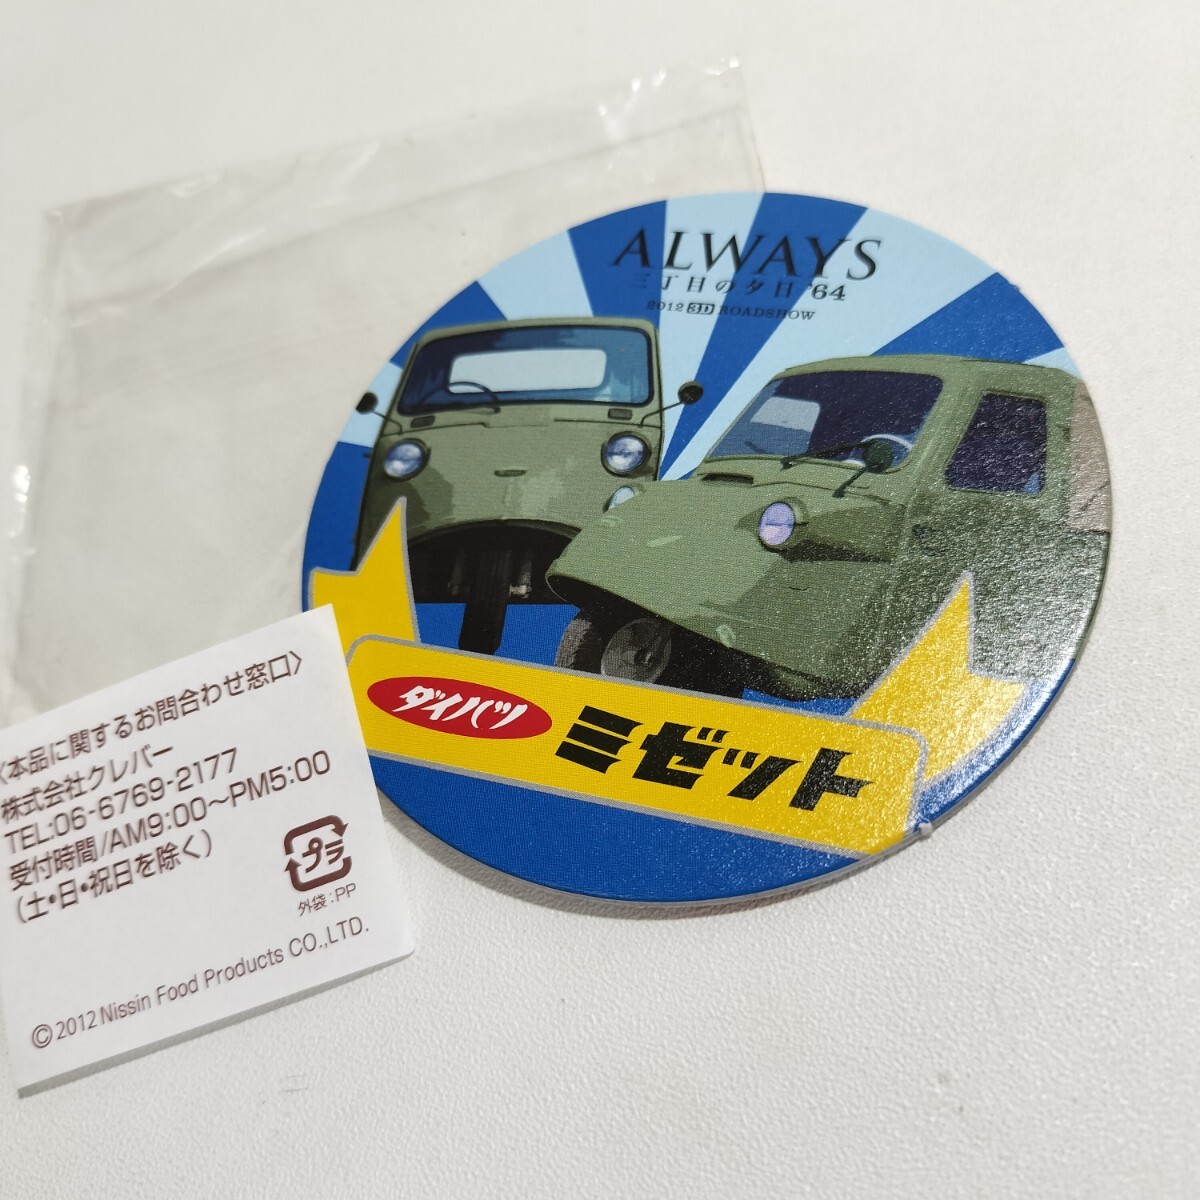 ALWAYS
三丁目の夕日 '64
2012 3D ROADSHOW
ダイハツ
ミゼット
〈本品に関するお問合わせ窓口〉
株式会社クレバー
TEL:06-6769-2177
受付時間/AM9:00～PM5:00
(土・日・祝日を除く)
プラ
外袋:PP
©2012 Nissin Food Products CO.,LTD.